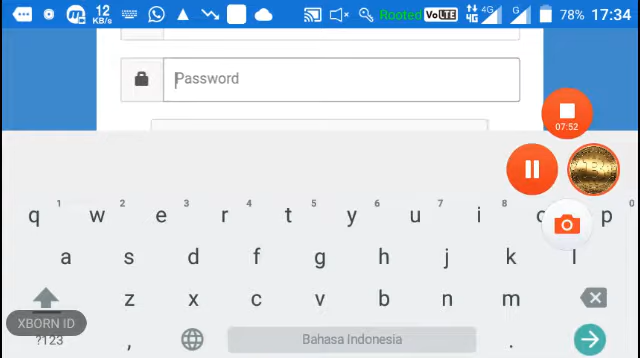 12 KB/s Rooted VoLTE 4G 4G G 78% 17:34
Password
07:52
1 2 3 4 5 6 7 8 0
q w e r t y u i o p
a s d f g h j k l
z x c v b n m
XBORN ID
?123 , Bahasa Indonesia .